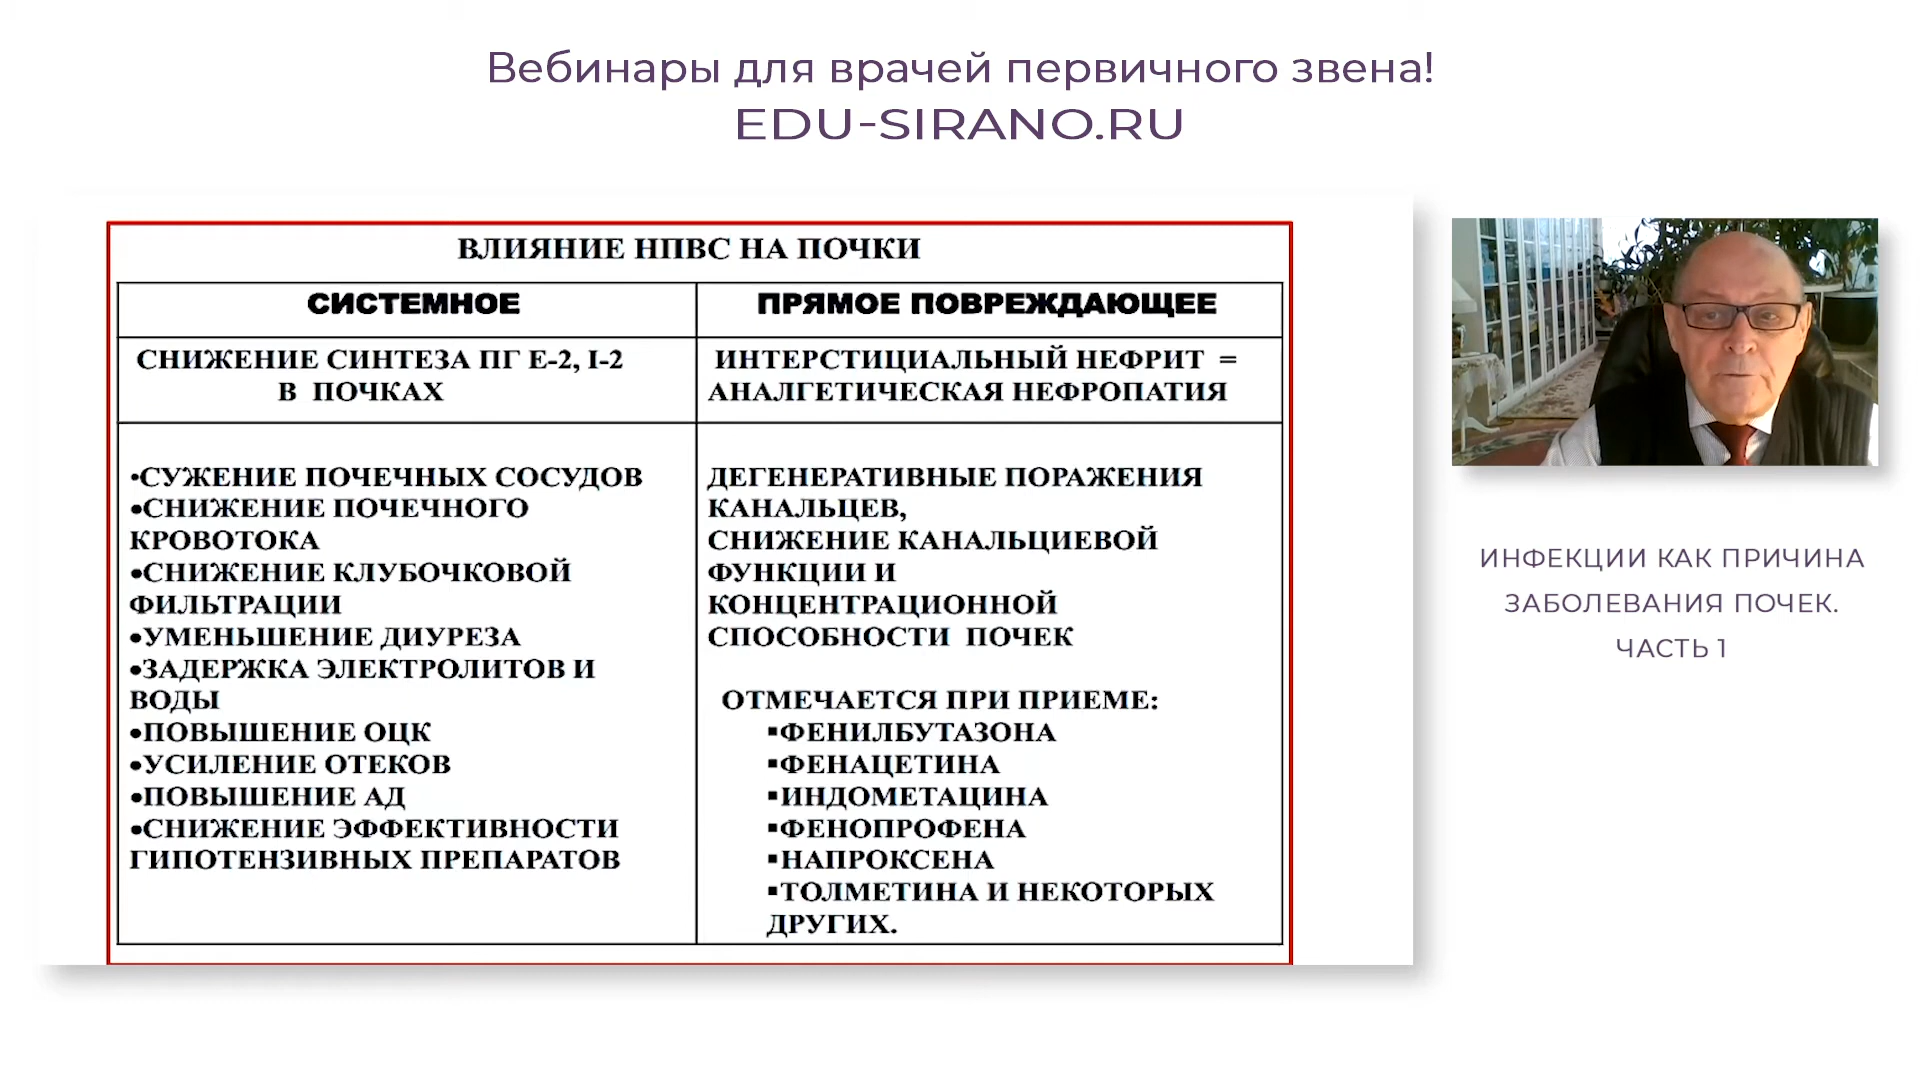 Вебинары для врачей первичного звена!
EDU-SIRANO.RU
ВЛИЯНИЕ НПВС НА ПОЧКИ
СИСТЕМНОЕ
ПРЯМОЕ ПОВРЕЖДАЮЩЕЕ
СНИЖЕНИЕ СИНТЕЗА ПГ Е-2, I-2
В ПОЧКАХ
ИНТЕРСТИЦИАЛЬНЫЙ НЕФРИТ =
АНАЛГЕТИЧЕСКАЯ НЕФРОПАТИЯ
•СУЖЕНИЕ ПОЧЕЧНЫХ СОСУДОВ
•СНИЖЕНИЕ ПОЧЕЧНОГО
КРОВОТОКА
•СНИЖЕНИЕ КЛУБОЧКОВОЙ
ФИЛЬТРАЦИИ
•УМЕНЬШЕНИЕ ДИУРЕЗА
•ЗАДЕРЖКА ЭЛЕКТРОЛИТОВ И
ВОДЫ
•ПОВЫШЕНИЕ ОЦК
•УСИЛЕНИЕ ОТЕКОВ
•ПОВЫШЕНИЕ АД
•СНИЖЕНИЕ ЭФФЕКТИВНОСТИ
ГИПОТЕНЗИВНЫХ ПРЕПАРАТОВ
ДЕГЕНЕРАТИВНЫЕ ПОРАЖЕНИЯ
КАНАЛЬЦЕВ,
СНИЖЕНИЕ КАНАЛЬЦИЕВОЙ
ФУНКЦИИ И
КОНЦЕНТРАЦИОННОЙ
СПОСОБНОСТИ ПОЧЕК
ОТМЕЧАЕТСЯ ПРИ ПРИЕМЕ:
▪ФЕНИЛБУТАЗОНА
▪ФЕНАЦЕТИНА
▪ИНДОМЕТАЦИНА
▪ФЕНОПРОФЕНА
▪НАПРОКСЕНА
▪ТОЛМЕТИНА И НЕКОТОРЫХ
ДРУГИХ.
ИНФЕКЦИИ КАК ПРИЧИНА
ЗАБОЛЕВАНИЯ ПОЧЕК.
ЧАСТЬ 1